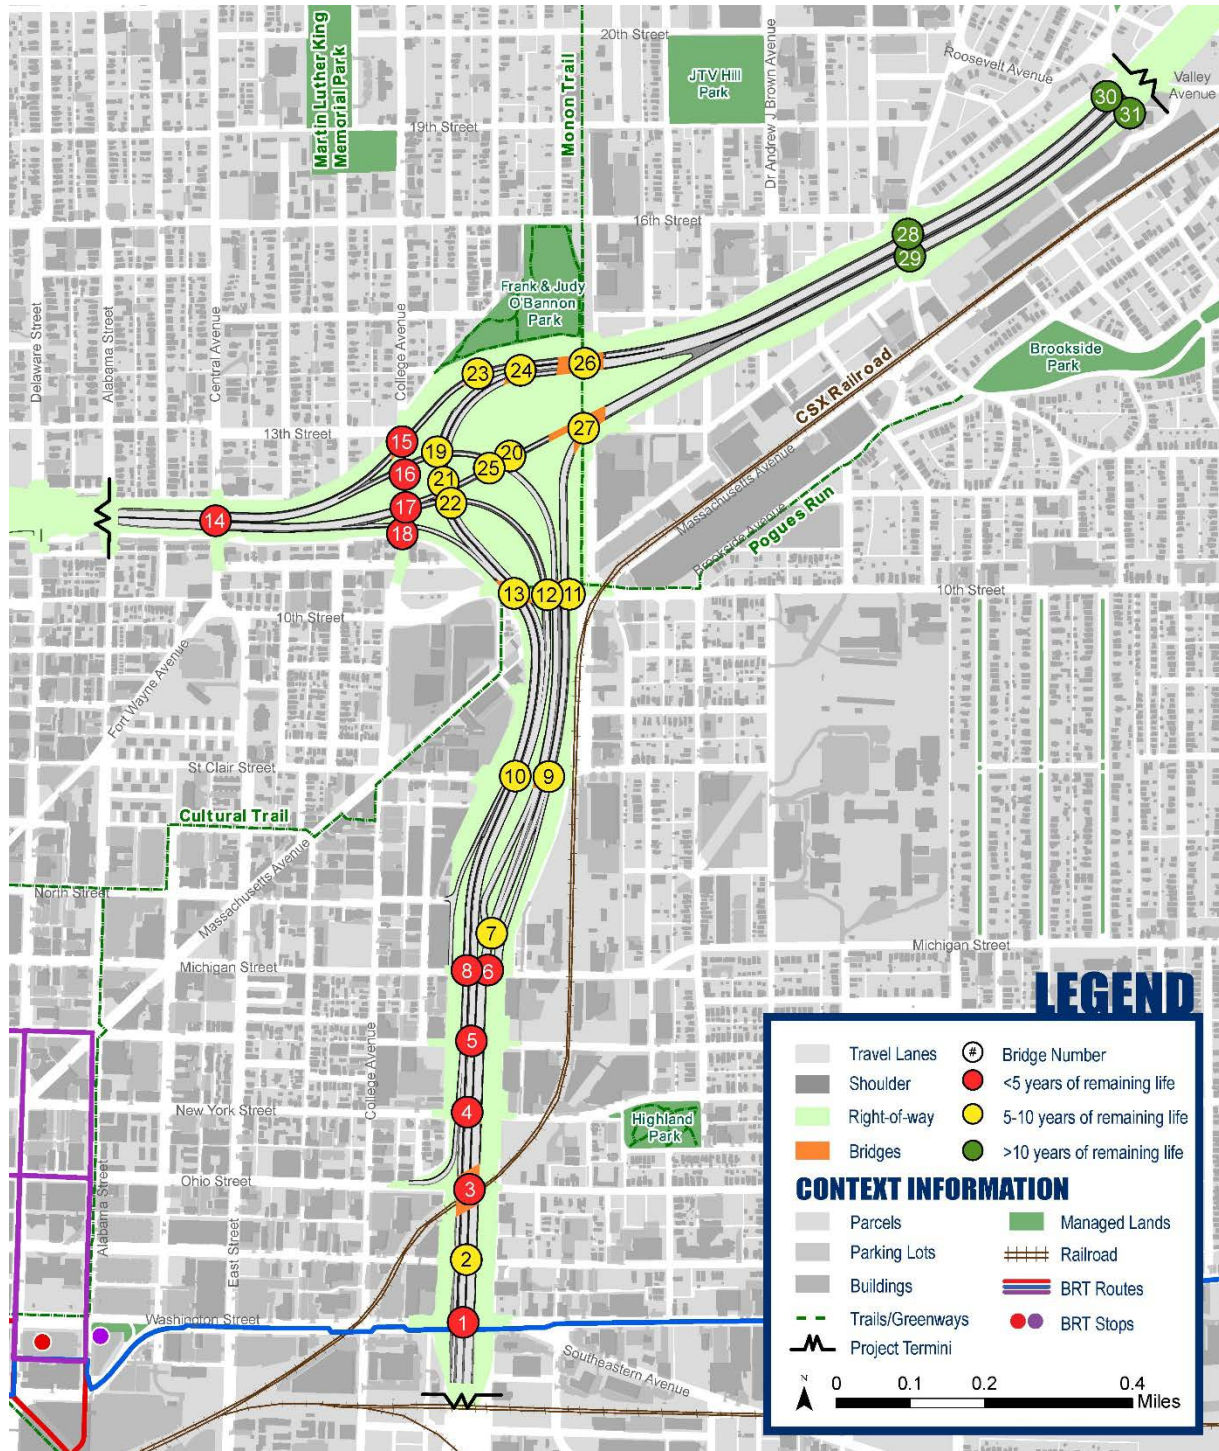 20th Street
Roosevelt Avenue
Valley
Avenue
JTV Hill
Park
Dr Andrew J Brown Avenue
Martin Luther King
Memorial Park
Monon Trail
30
31
19th Street
16th Street
28
29
Frank & Judy
O'Bannon
Park
Delaware Street
Alabama Street
Central Avenue
College Avenue
Brookside
Park
CSX Railroad
23
24
26
27
13th Street
15
19
20
16
25
21
22
17
14
18
Massachusetts Avenue
Brookside Avenue
Pogues Run
13
12
11
10th Street
10th Street
Fort Wayne Avenue
St Clair Street
10
9
Cultural Trail
Massachusetts Avenue
North Street
7
Michigan Street
Michigan Street
8
6
5
College Avenue
New York Street
4
Highland
Park
Ohio Street
3
Alabama Street
East Street
2
Washington Street
1
Southeastern Avenue
LEGEND
Travel Lanes
# Bridge Number
Shoulder
<5 years of remaining life
Right-of-way
5-10 years of remaining life
Bridges
>10 years of remaining life
CONTEXT INFORMATION
Parcels
Managed Lands
Parking Lots
Railroad
Buildings
BRT Routes
Trails/Greenways
BRT Stops
Project Termini
N
0 0.1 0.2 0.4
Miles